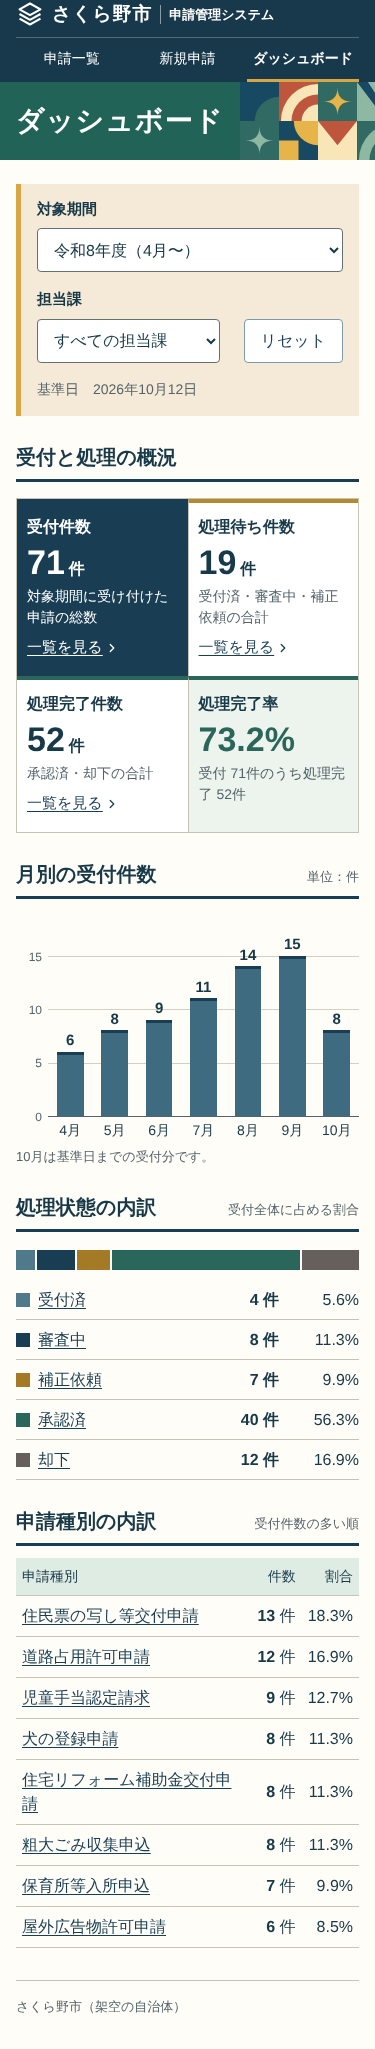 さくら野市 申請管理システム
申請一覧 新規申請 ダッシュボード
ダッシュボード
対象期間
令和8年度（4月〜）
担当課
すべての担当課 リセット
基準日 2026年10月12日
受付と処理の概況
受付件数
71 件
対象期間に受け付けた
申請の総数
一覧を見る
処理待ち件数
19 件
受付済・審査中・補正
依頼の合計
一覧を見る
処理完了件数
52 件
承認済・却下の合計
一覧を見る
処理完了率
73.2%
受付 71件のうち処理完
了 52件
月別の受付件数 単位：件
15
10
5
0
6 8 9 11 14 15 8
4月 5月 6月 7月 8月 9月 10月
10月は基準日までの受付分です。
処理状態の内訳 受付全体に占める割合
受付済 4 件 5.6%
審査中 8 件 11.3%
補正依頼 7 件 9.9%
承認済 40 件 56.3%
却下 12 件 16.9%
申請種別の内訳 受付件数の多い順
申請種別 件数 割合
住民票の写し等交付申請 13 件 18.3%
道路占用許可申請 12 件 16.9%
児童手当認定請求 9 件 12.7%
犬の登録申請 8 件 11.3%
住宅リフォーム補助金交付申
請 8 件 11.3%
粗大ごみ収集申込 8 件 11.3%
保育所等入所申込 7 件 9.9%
屋外広告物許可申請 6 件 8.5%
さくら野市（架空の自治体）